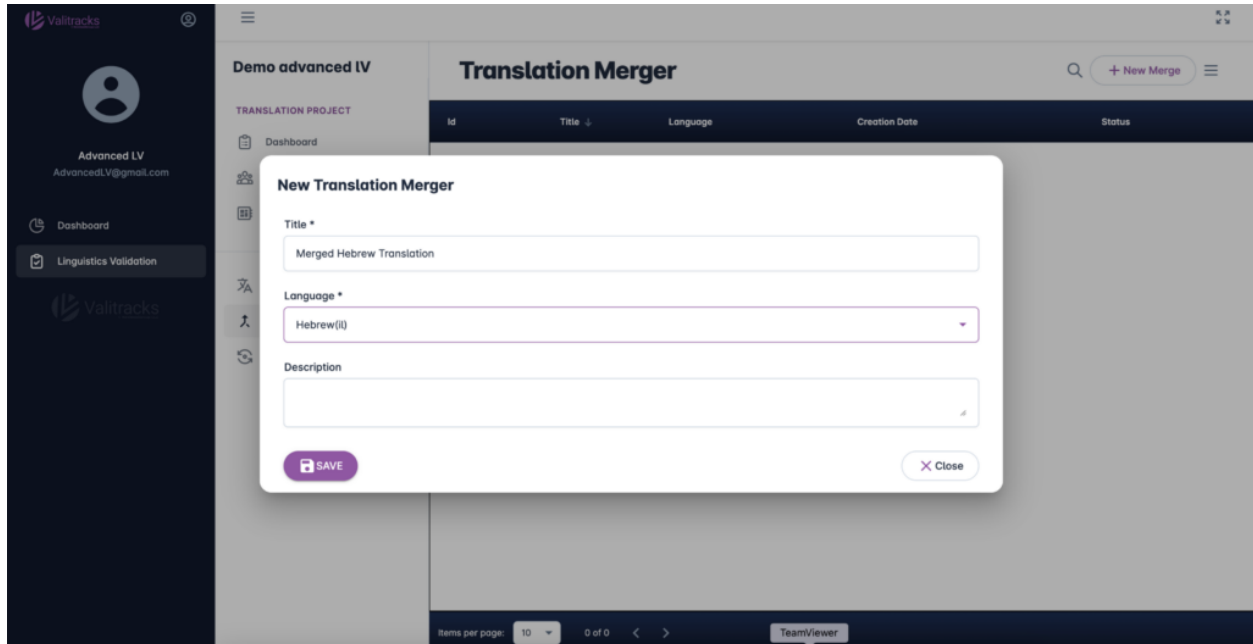 Valitracks
Advanced LV
AdvancedLV@gmail.com
Dashboard
Linguistics Validation
Valitracks
Demo advanced lV
TRANSLATION PROJECT
Dashboard
Translation Merger
+ New Merge
Id Title ↓ Language Creation Date Status
New Translation Merger
Title *
Merged Hebrew Translation
Language *
Hebrew(il)
Description
SAVE
Close
Items per page: 10 0 of 0
TeamViewer